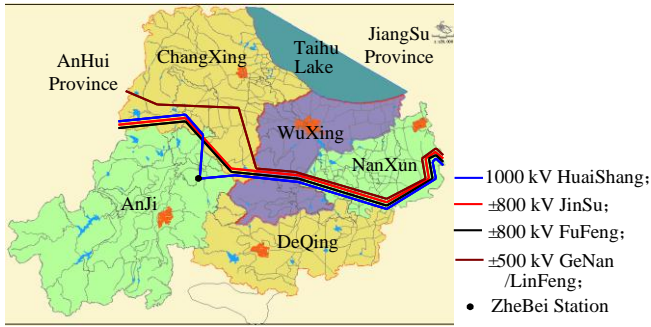 AnHui
Province
ChangXing
Taihu
Lake
JiangSu
Province
WuXing
NanXun
AnJi
DeQing
1000 kV HuaiShang;
±800 kV JinSu;
±800 kV FuFeng;
±500 kV GeNan
/LinFeng;
ZheBei Station